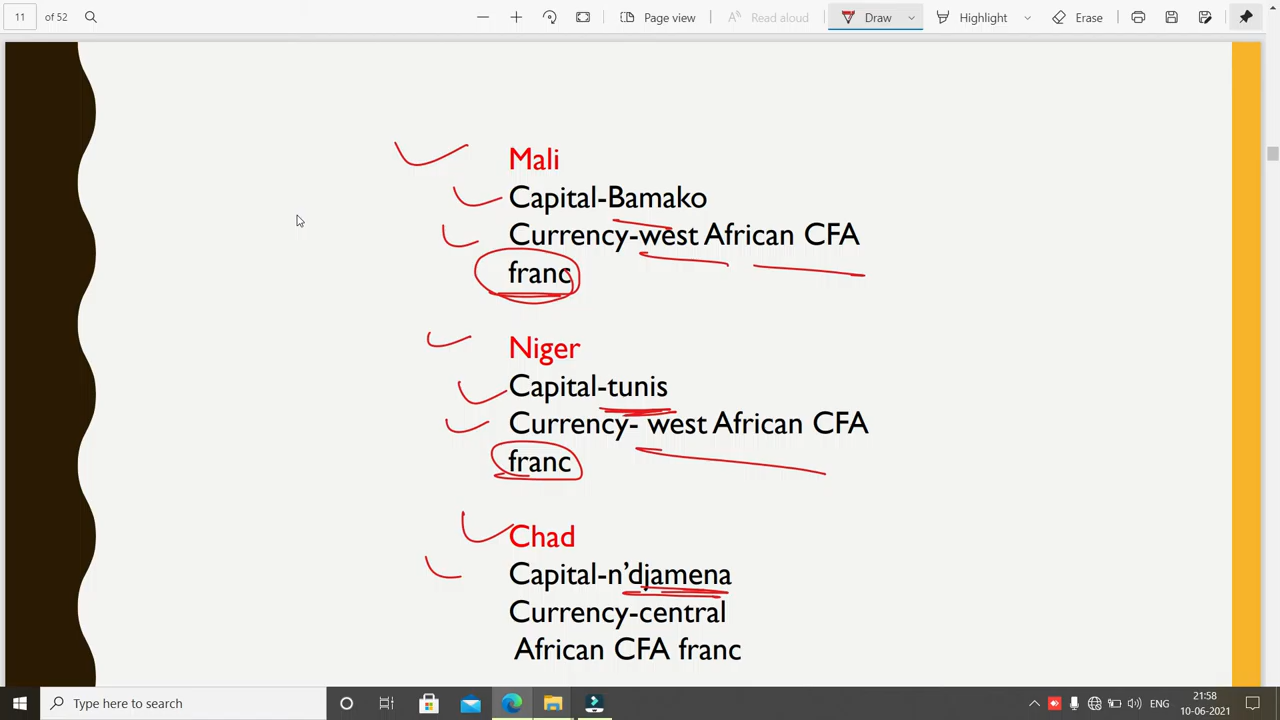 11 of 52
Page view
Read aloud
Draw
Highlight
Erase
Mali
Capital-Bamako
Currency-west African CFA
franc
Niger
Capital-tunis
Currency- west African CFA
franc
Chad
Capital-n'djamena
Currency-central
African CFA franc
Type here to search
ENG
21:58
10-06-2021